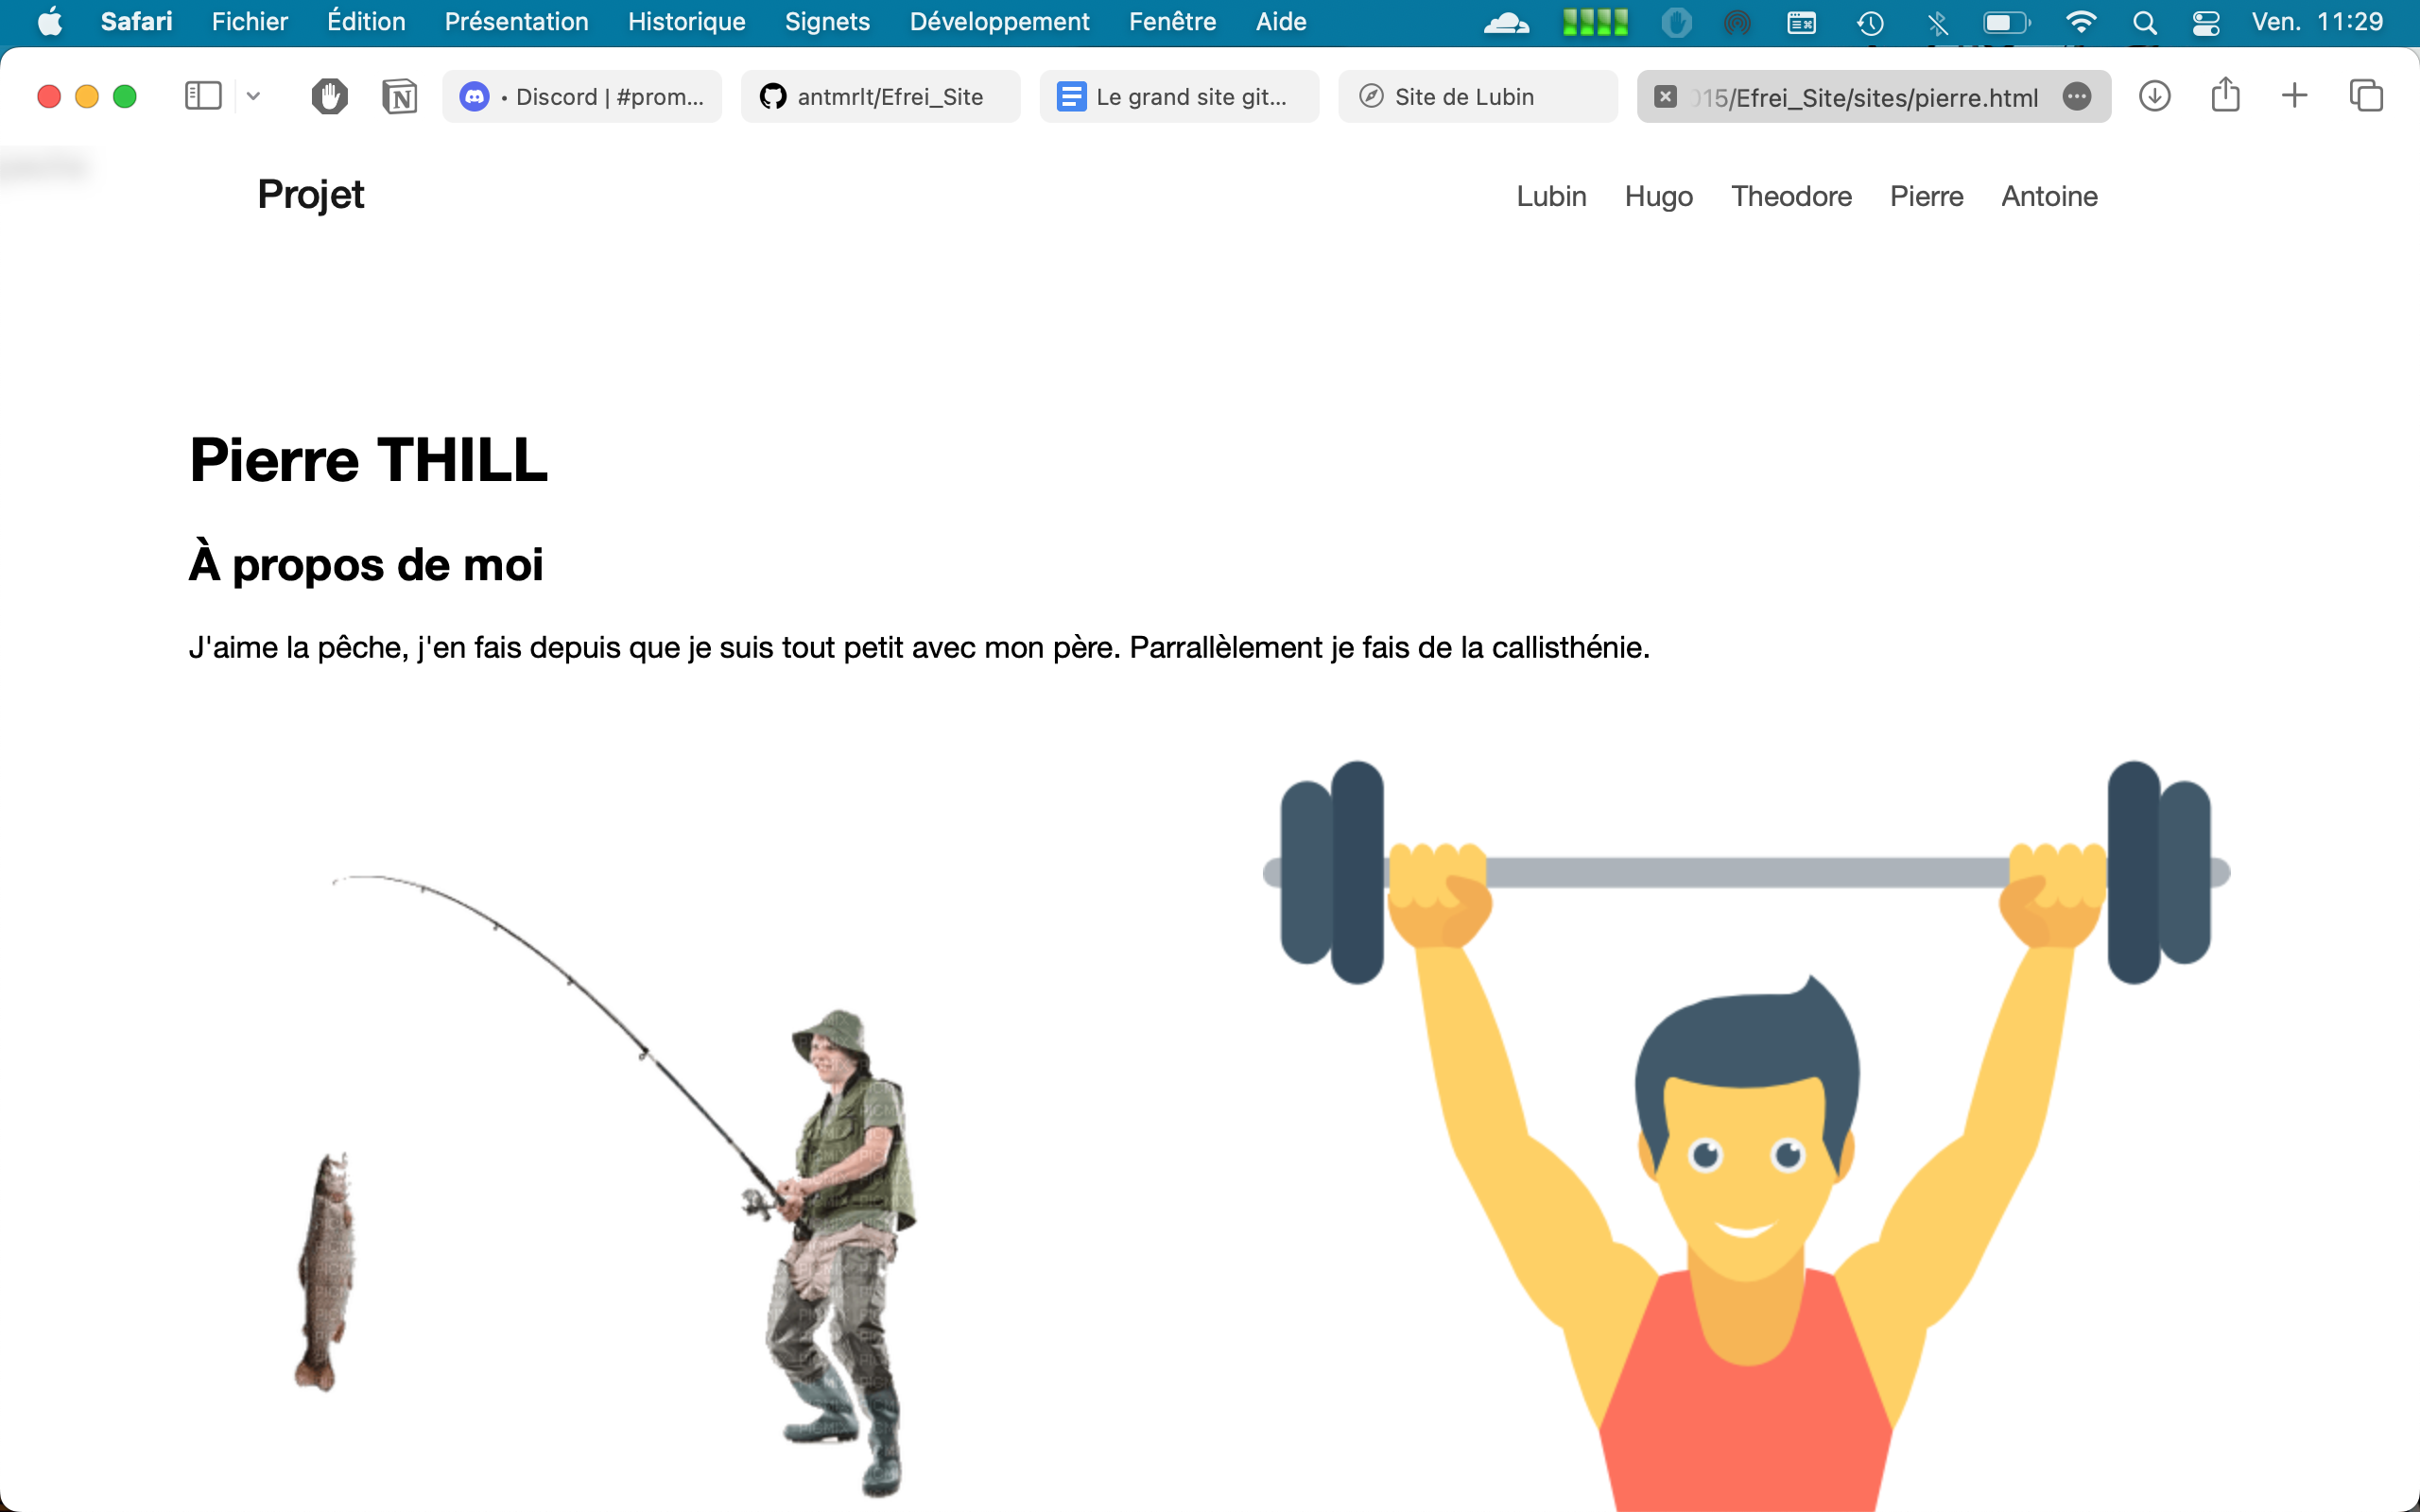 Safari Fichier Édition Présentation Historique Signets Développement Fenêtre Aide Ven. 11:29
• Discord | #prom... antmrlt/Efrei_Site Le grand site git... Site de Lubin 015/Efrei_Site/sites/pierre.html
Projet Lubin Hugo Theodore Pierre Antoine
Pierre THILL
À propos de moi
J'aime la pêche, j'en fais depuis que je suis tout petit avec mon père. Parrallèlement je fais de la callisthénie.